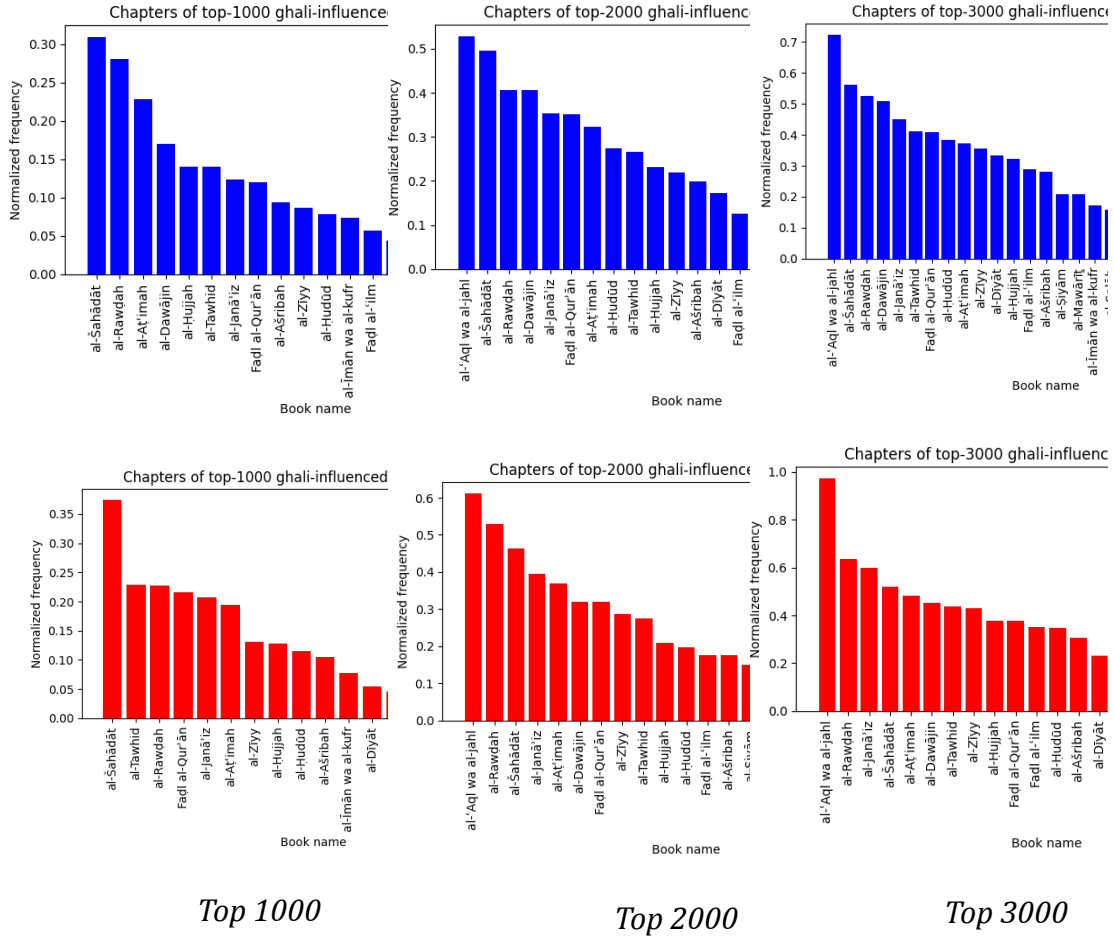 Chapters of top-1000 ghali-influenced
Normalized frequency
0.30
0.25
0.20
0.15
0.10
0.05
0.00
al-Šahādāt
al-Rawḍah
al-Aṭʿimah
al-Dawājin
al-Ḥujjah
al-Tawhid
al-Janāʾiz
Faḍl al-Qurʾān
al-Ašribah
al-Zīyy
al-Ḥudūd
al-Īmān wa al-kufr
Faḍl al-ʿilm
Book name
Chapters of top-2000 ghali-influence
Normalized frequency
0.5
0.4
0.3
0.2
0.1
0.0
al-ʿAql wa al-jahl
al-Šahādāt
al-Rawḍah
al-Dawājin
al-Janāʾiz
Faḍl al-Qurʾān
al-Aṭʿimah
al-Ḥudūd
al-Tawhid
al-Ḥujjah
al-Zīyy
al-Ašribah
al-Dīyāt
Faḍl al-ʿilm
Book name
Chapters of top-3000 ghali-influence
Normalized frequency
0.7
0.6
0.5
0.4
0.3
0.2
0.1
0.0
al-ʿAql wa al-jahl
al-Šahādāt
al-Rawḍah
al-Dawājin
al-Janāʾiz
al-Tawhid
Faḍl al-Qurʾān
al-Ḥudūd
al-Aṭʿimah
al-Zīyy
al-Dīyāt
al-Ḥujjah
Faḍl al-ʿilm
al-Ašribah
al-Siyām
al-Mawārīṯ
al-Īmān wa al-kufr
Book name
Chapters of top-1000 ghali-influenced
Normalized frequency
0.35
0.30
0.25
0.20
0.15
0.10
0.05
0.00
al-Šahādāt
al-Tawhid
al-Rawḍah
Faḍl al-Qurʾān
al-Janāʾiz
al-Aṭʿimah
al-Zīyy
al-Ḥujjah
al-Ḥudūd
al-Ašribah
al-Īmān wa al-kufr
al-Dīyāt
Book name
Chapters of top-2000 ghali-influence
Normalized frequency
0.6
0.5
0.4
0.3
0.2
0.1
0.0
al-ʿAql wa al-jahl
al-Rawḍah
al-Šahādāt
al-Janāʾiz
al-Aṭʿimah
al-Dawājin
Faḍl al-Qurʾān
al-Zīyy
al-Tawhid
al-Ḥujjah
al-Ḥudūd
Faḍl al-ʿilm
al-Ašribah
Book name
Chapters of top-3000 ghali-influenc
Normalized frequency
1.0
0.8
0.6
0.4
0.2
0.0
al-ʿAql wa al-jahl
al-Rawḍah
al-Janāʾiz
al-Šahādāt
al-Aṭʿimah
al-Dawājin
al-Tawhid
al-Zīyy
al-Ḥujjah
Faḍl al-Qurʾān
Faḍl al-ʿilm
al-Ḥudūd
al-Ašribah
al-Dīyāt
Book name
Top 1000
Top 2000
Top 3000